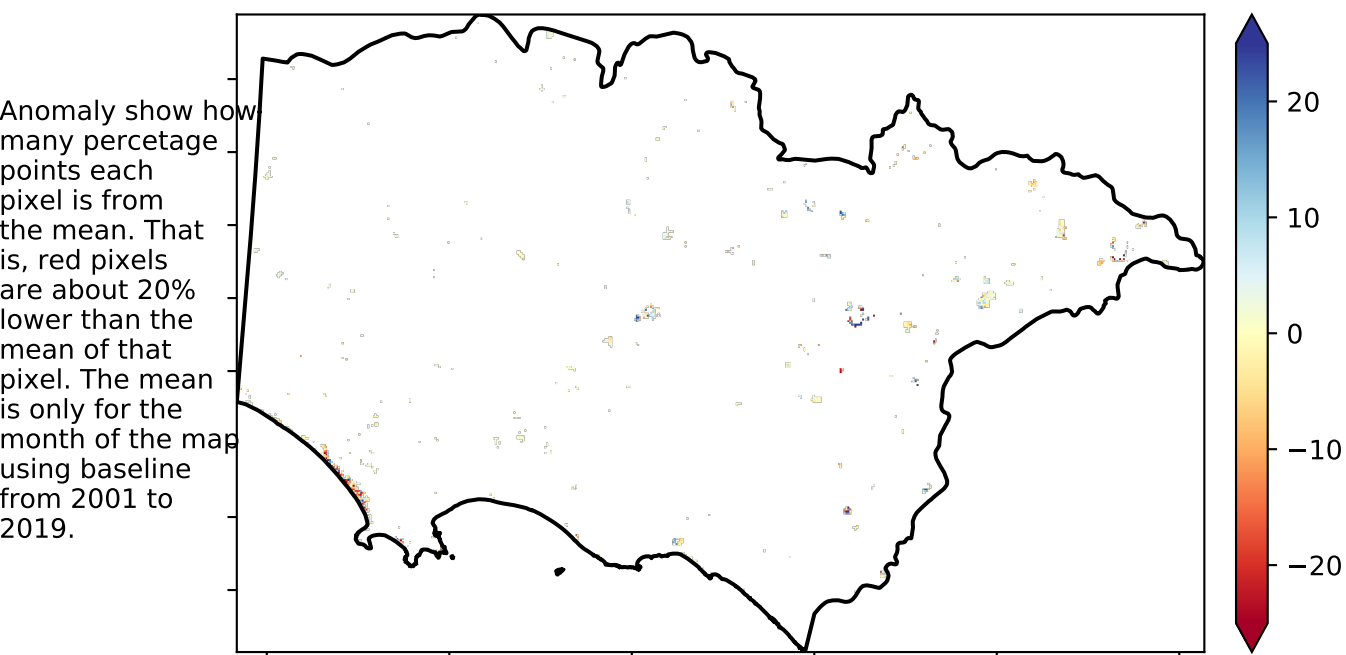 Anomaly show how
many percetage
points each
pixel is from
the mean. That
is, red pixels
are about 20%
lower than the
mean of that
pixel. The mean
is only for the
month of the map
using baseline
from 2001 to
2019.
20
10
0
−10
−20